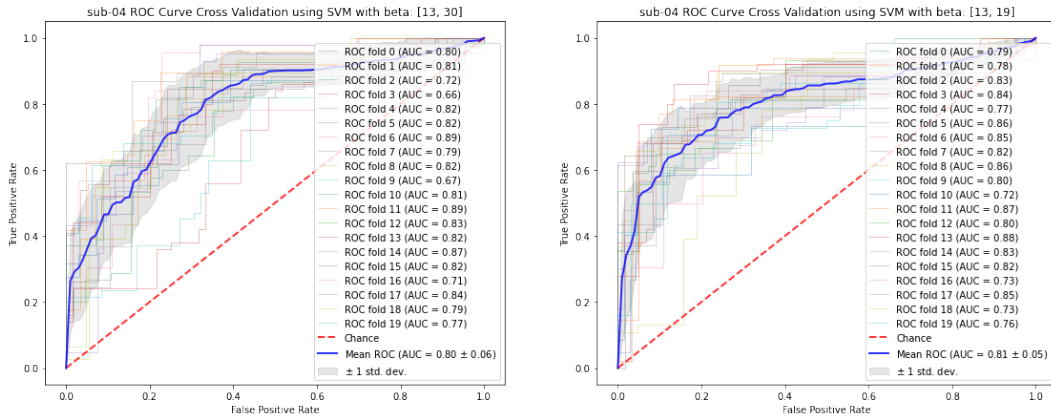 sub-04 ROC Curve Cross Validation using SVM with beta: [13, 30]
True Positive Rate
1.0
0.8
0.6
0.4
0.2
0.0
0.0
0.2
0.4
0.6
0.8
1.0
False Positive Rate
ROC fold 0 (AUC = 0.80)
ROC fold 1 (AUC = 0.81)
ROC fold 2 (AUC = 0.72)
ROC fold 3 (AUC = 0.66)
ROC fold 4 (AUC = 0.82)
ROC fold 5 (AUC = 0.82)
ROC fold 6 (AUC = 0.89)
ROC fold 7 (AUC = 0.79)
ROC fold 8 (AUC = 0.82)
ROC fold 9 (AUC = 0.67)
ROC fold 10 (AUC = 0.81)
ROC fold 11 (AUC = 0.89)
ROC fold 12 (AUC = 0.83)
ROC fold 13 (AUC = 0.82)
ROC fold 14 (AUC = 0.87)
ROC fold 15 (AUC = 0.82)
ROC fold 16 (AUC = 0.71)
ROC fold 17 (AUC = 0.84)
ROC fold 18 (AUC = 0.79)
ROC fold 19 (AUC = 0.77)
Chance
Mean ROC (AUC = 0.80 ± 0.06)
± 1 std. dev.
sub-04 ROC Curve Cross Validation using SVM with beta: [13, 19]
True Positive Rate
1.0
0.8
0.6
0.4
0.2
0.0
0.0
0.2
0.4
0.6
0.8
1.0
False Positive Rate
ROC fold 0 (AUC = 0.79)
ROC fold 1 (AUC = 0.78)
ROC fold 2 (AUC = 0.83)
ROC fold 3 (AUC = 0.84)
ROC fold 4 (AUC = 0.77)
ROC fold 5 (AUC = 0.86)
ROC fold 6 (AUC = 0.85)
ROC fold 7 (AUC = 0.82)
ROC fold 8 (AUC = 0.86)
ROC fold 9 (AUC = 0.80)
ROC fold 10 (AUC = 0.72)
ROC fold 11 (AUC = 0.87)
ROC fold 12 (AUC = 0.80)
ROC fold 13 (AUC = 0.88)
ROC fold 14 (AUC = 0.83)
ROC fold 15 (AUC = 0.82)
ROC fold 16 (AUC = 0.73)
ROC fold 17 (AUC = 0.85)
ROC fold 18 (AUC = 0.73)
ROC fold 19 (AUC = 0.76)
Chance
Mean ROC (AUC = 0.81 ± 0.05)
± 1 std. dev.